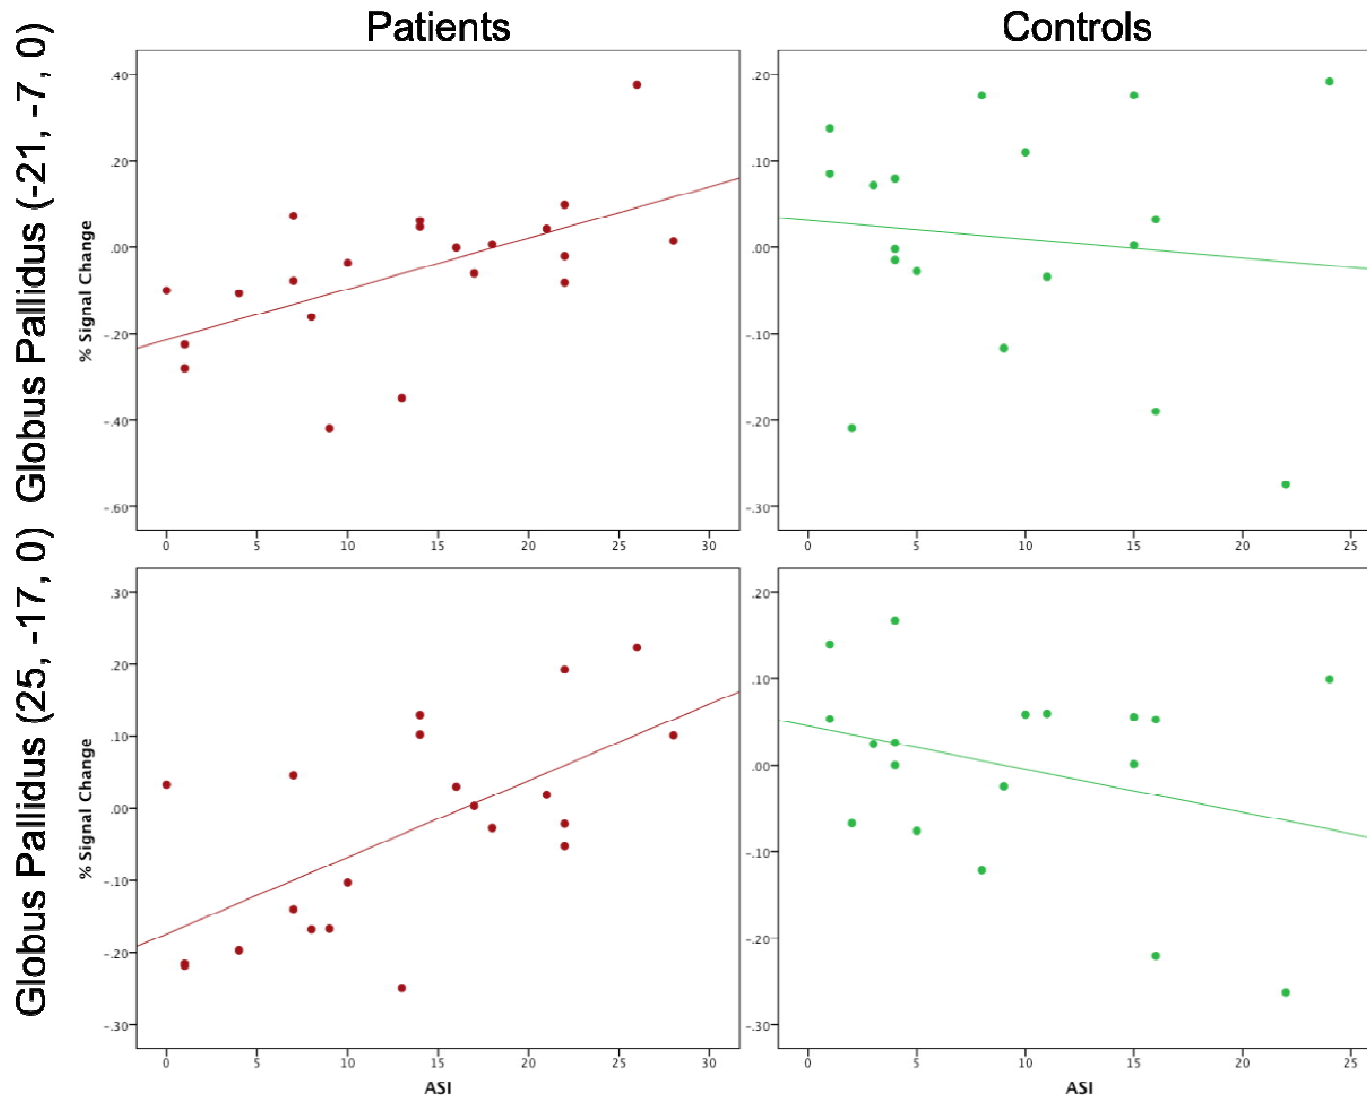 Patients
Controls
Globus Pallidus (-21, -7, 0)
% Signal Change
.40
.20
.00
-.20
-.40
-.60
0 5 10 15 20 25 30
.20
.10
.00
-.10
-.20
-.30
0 5 10 15 20 25
Globus Pallidus (25, -17, 0)
% Signal Change
.30
.20
.10
.00
-.10
-.20
-.30
0 5 10 15 20 25 30
ASI
.20
.10
.00
-.10
-.20
-.30
0 5 10 15 20 25
ASI